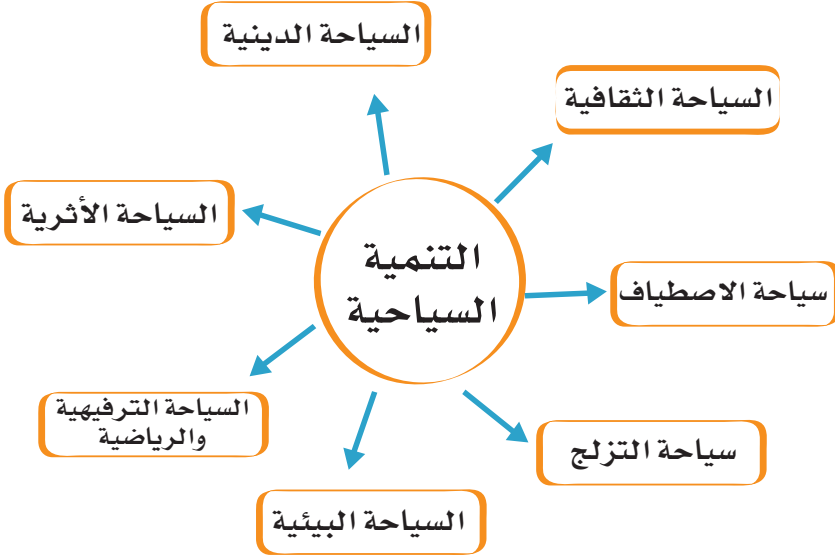 السياحة الدينية
السياحة الثقافية
السياحة الأثرية
التنمية
السياحية
سياحة الاصطياف
السياحة الترفيهية
والرياضية
سياحة التزلج
السياحة البيئية